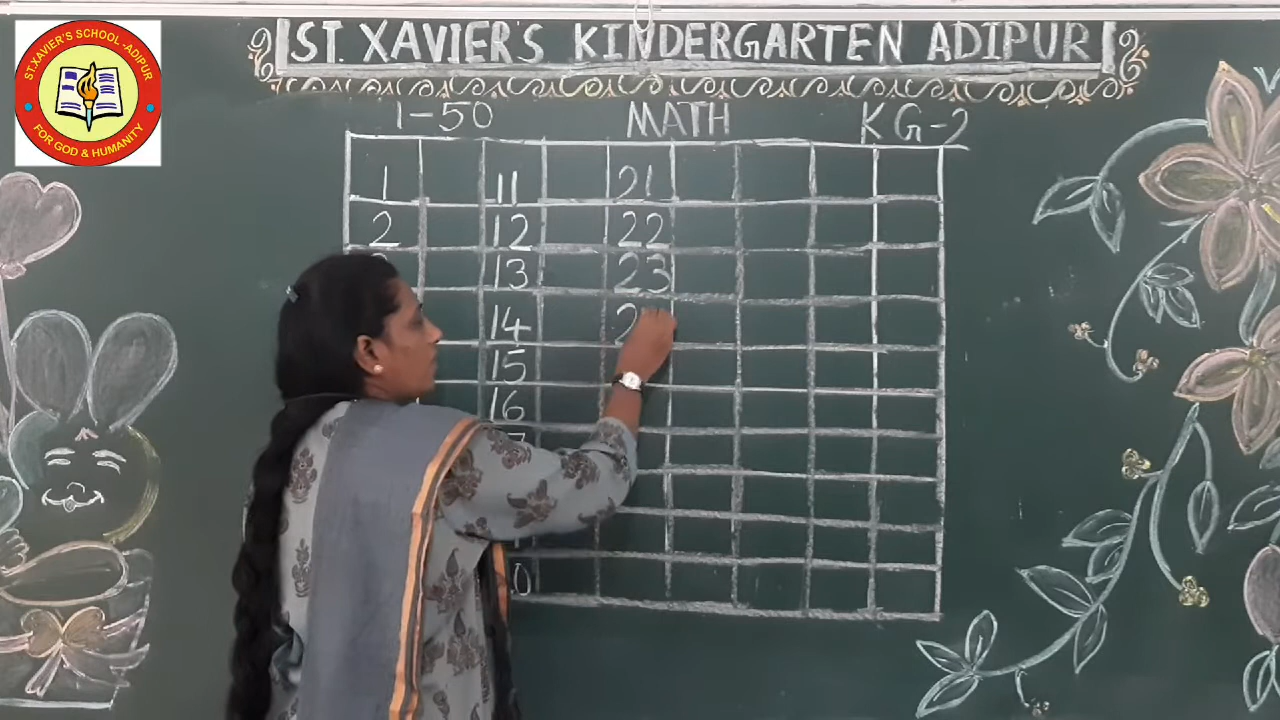 ST. XAVIER'S SCHOOL - ADIPUR
FOR GOD & HUMANITY
ST. XAVIER'S KINDERGARTEN ADIPUR
1-50 MATH KG-2
1 11 21
2 12 22
13 23
14
15
16